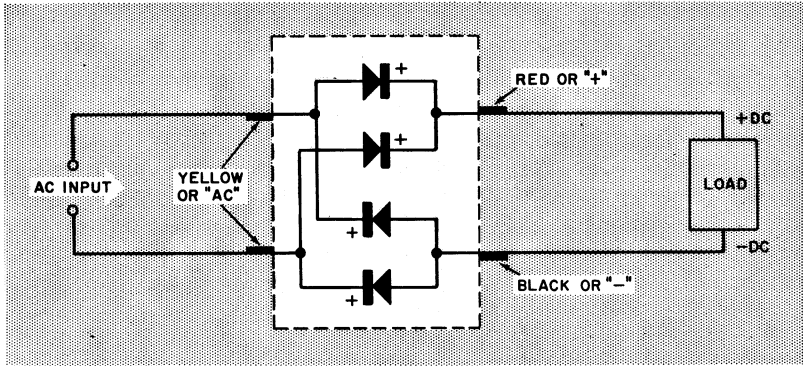 +
RED OR "+"
+DC
+
YELLOW
OR "AC"
AC INPUT
LOAD
+
-DC
BLACK OR "-"
+